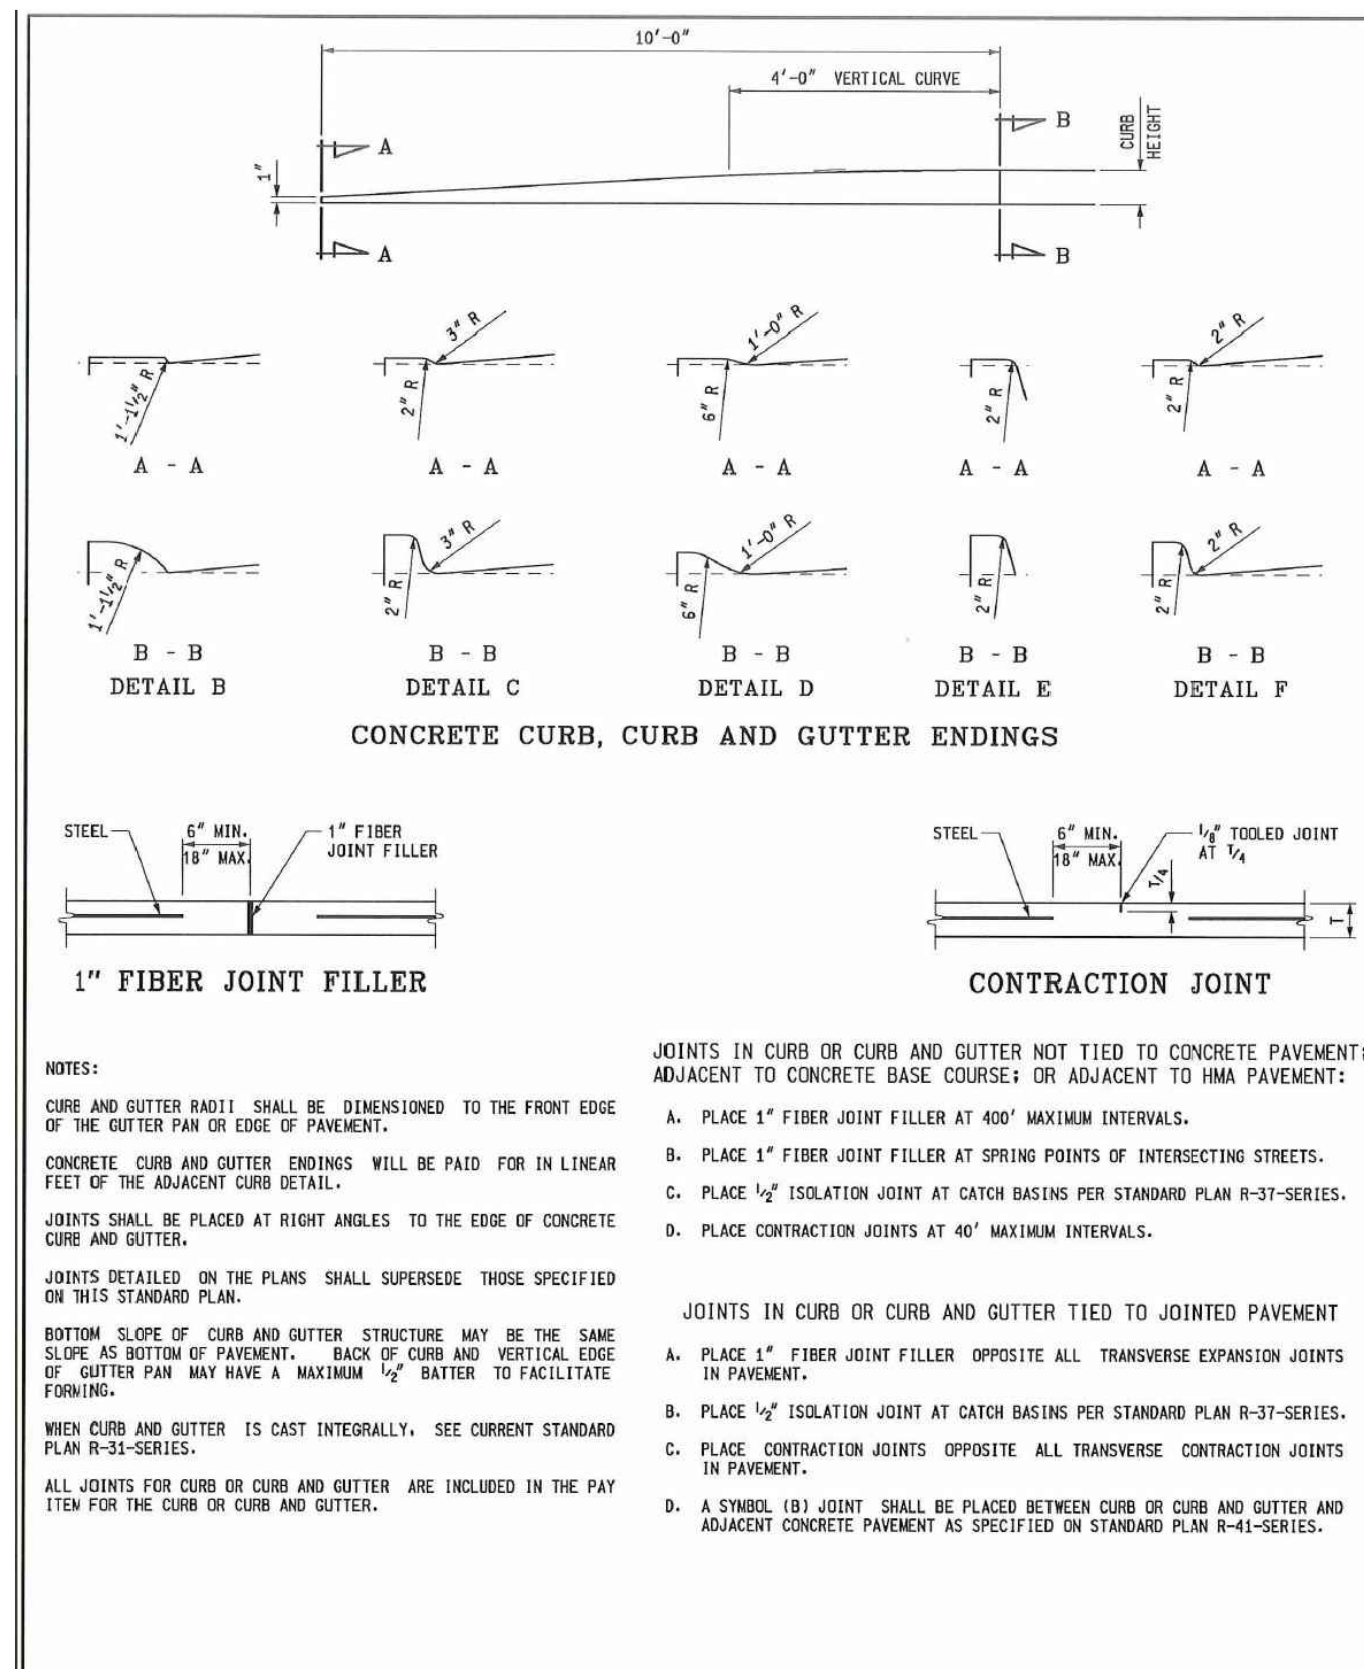 10'-0"
4'-0" VERTICAL CURVE
B
CURB
HEIGHT
A
1"
A
B
3" R
1'-0" R
2" R
1'-1½" R
2" R
6" R
2" R
2" R
A - A
A - A
A - A
A - A
A - A
3" R
1'-0" R
2" R
1'-1½" R
2" R
6" R
2" R
2" R
B - B
B - B
B - B
B - B
B - B
DETAIL B
DETAIL C
DETAIL D
DETAIL E
DETAIL F
CONCRETE CURB, CURB AND GUTTER ENDINGS
STEEL
6" MIN.
18" MAX.
1" FIBER
JOINT FILLER
1" FIBER JOINT FILLER
STEEL
6" MIN.
18" MAX.
⅛" TOOLED JOINT
AT T/4
T/4
T
CONTRACTION JOINT
NOTES:
CURB AND GUTTER RADII SHALL BE DIMENSIONED TO THE FRONT EDGE
OF THE GUTTER PAN OR EDGE OF PAVEMENT.
CONCRETE CURB AND GUTTER ENDINGS WILL BE PAID FOR IN LINEAR
FEET OF THE ADJACENT CURB DETAIL.
JOINTS SHALL BE PLACED AT RIGHT ANGLES TO THE EDGE OF CONCRETE
CURB AND GUTTER.
JOINTS DETAILED ON THE PLANS SHALL SUPERSEDE THOSE SPECIFIED
ON THIS STANDARD PLAN.
BOTTOM SLOPE OF CURB AND GUTTER STRUCTURE MAY BE THE SAME
SLOPE AS BOTTOM OF PAVEMENT. BACK OF CURB AND VERTICAL EDGE
OF GUTTER PAN MAY HAVE A MAXIMUM ½" BATTER TO FACILITATE
FORMING.
WHEN CURB AND GUTTER IS CAST INTEGRALLY, SEE CURRENT STANDARD
PLAN R-31-SERIES.
ALL JOINTS FOR CURB OR CURB AND GUTTER ARE INCLUDED IN THE PAY
ITEM FOR THE CURB OR CURB AND GUTTER.
JOINTS IN CURB OR CURB AND GUTTER NOT TIED TO CONCRETE PAVEMENT;
ADJACENT TO CONCRETE BASE COURSE; OR ADJACENT TO HMA PAVEMENT:
A. PLACE 1" FIBER JOINT FILLER AT 400' MAXIMUM INTERVALS.
B. PLACE 1" FIBER JOINT FILLER AT SPRING POINTS OF INTERSECTING STREETS.
C. PLACE ½" ISOLATION JOINT AT CATCH BASINS PER STANDARD PLAN R-37-SERIES.
D. PLACE CONTRACTION JOINTS AT 40' MAXIMUM INTERVALS.
JOINTS IN CURB OR CURB AND GUTTER TIED TO JOINTED PAVEMENT
A. PLACE 1" FIBER JOINT FILLER OPPOSITE ALL TRANSVERSE EXPANSION JOINTS
IN PAVEMENT.
B. PLACE ½" ISOLATION JOINT AT CATCH BASINS PER STANDARD PLAN R-37-SERIES.
C. PLACE CONTRACTION JOINTS OPPOSITE ALL TRANSVERSE CONTRACTION JOINTS
IN PAVEMENT.
D. A SYMBOL (B) JOINT SHALL BE PLACED BETWEEN CURB OR CURB AND GUTTER AND
ADJACENT CONCRETE PAVEMENT AS SPECIFIED ON STANDARD PLAN R-41-SERIES.